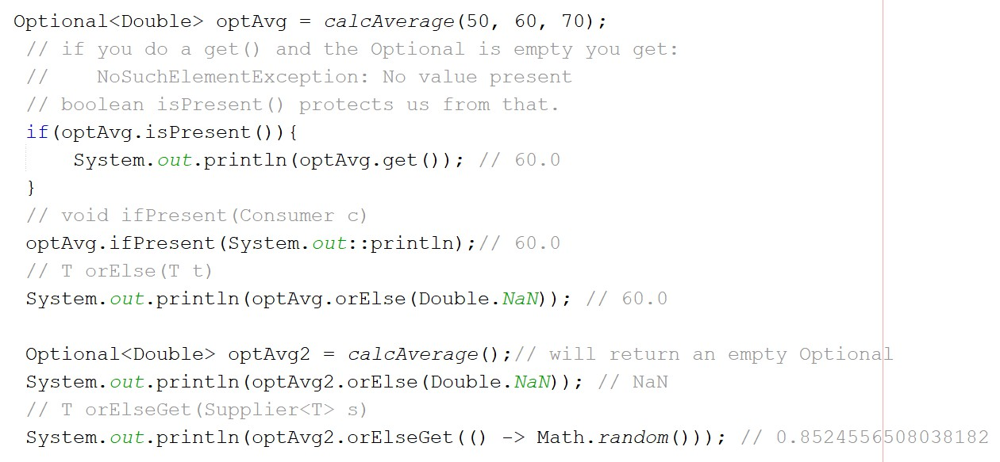 Optional<Double> optAvg = calcAverage(50, 60, 70);
// if you do a get() and the Optional is empty you get:
//    NoSuchElementException: No value present
// boolean isPresent() protects us from that.
if(optAvg.isPresent()){
    System.out.println(optAvg.get()); // 60.0
}
// void ifPresent(Consumer c)
optAvg.ifPresent(System.out::println);// 60.0
// T orElse(T t)
System.out.println(optAvg.orElse(Double.NaN)); // 60.0
Optional<Double> optAvg2 = calcAverage();// will return an empty Optional
System.out.println(optAvg2.orElse(Double.NaN)); // NaN
// T orElseGet(Supplier<T> s)
System.out.println(optAvg2.orElseGet(() -> Math.random())); // 0.8524556508038182